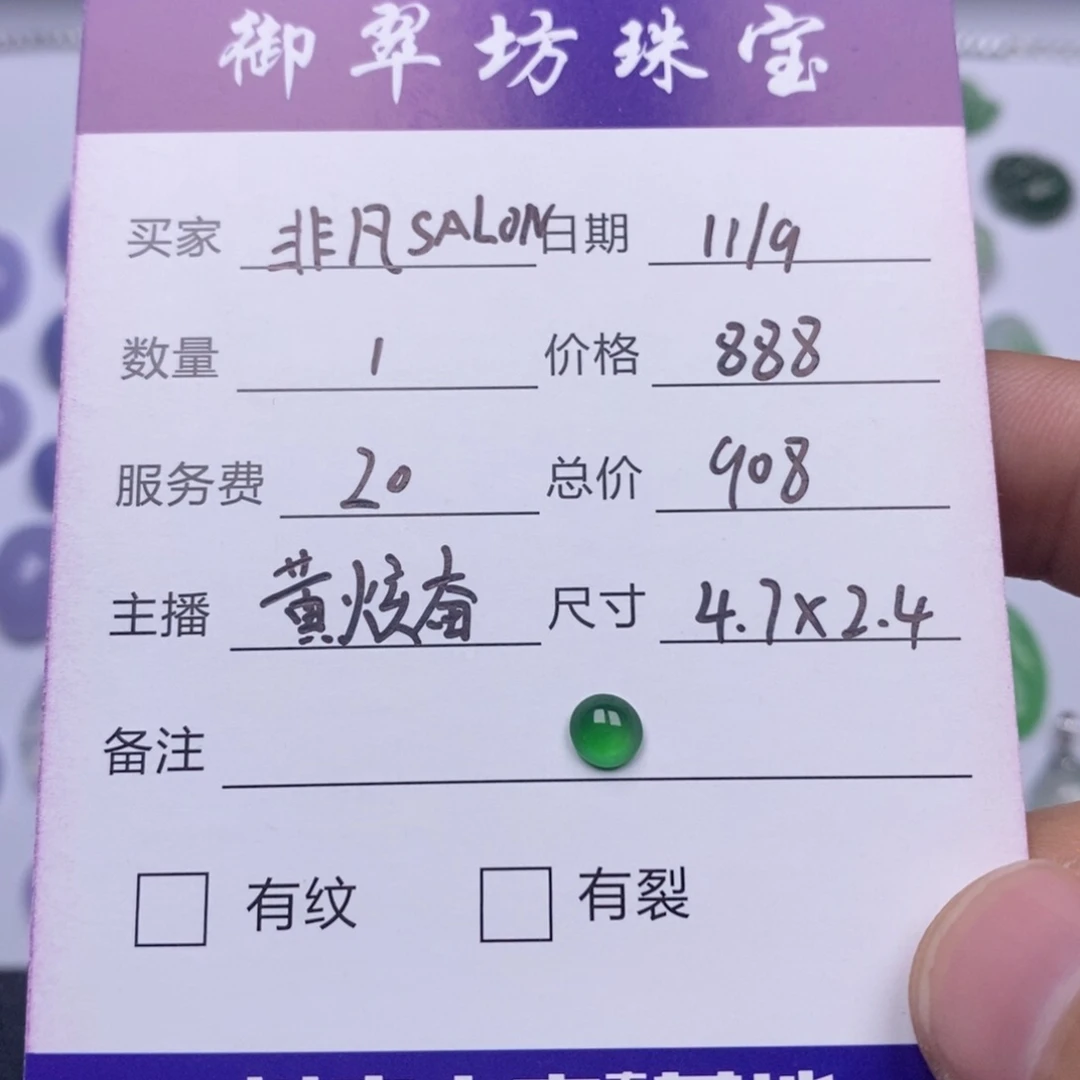 御翠坊珠宝
买家 非凡SALON 日期 11/9
数量 1 价格 888
服务费 20 总价 908
主播 黄炫奋 尺寸 4.7×2.4
备注
有纹 有裂